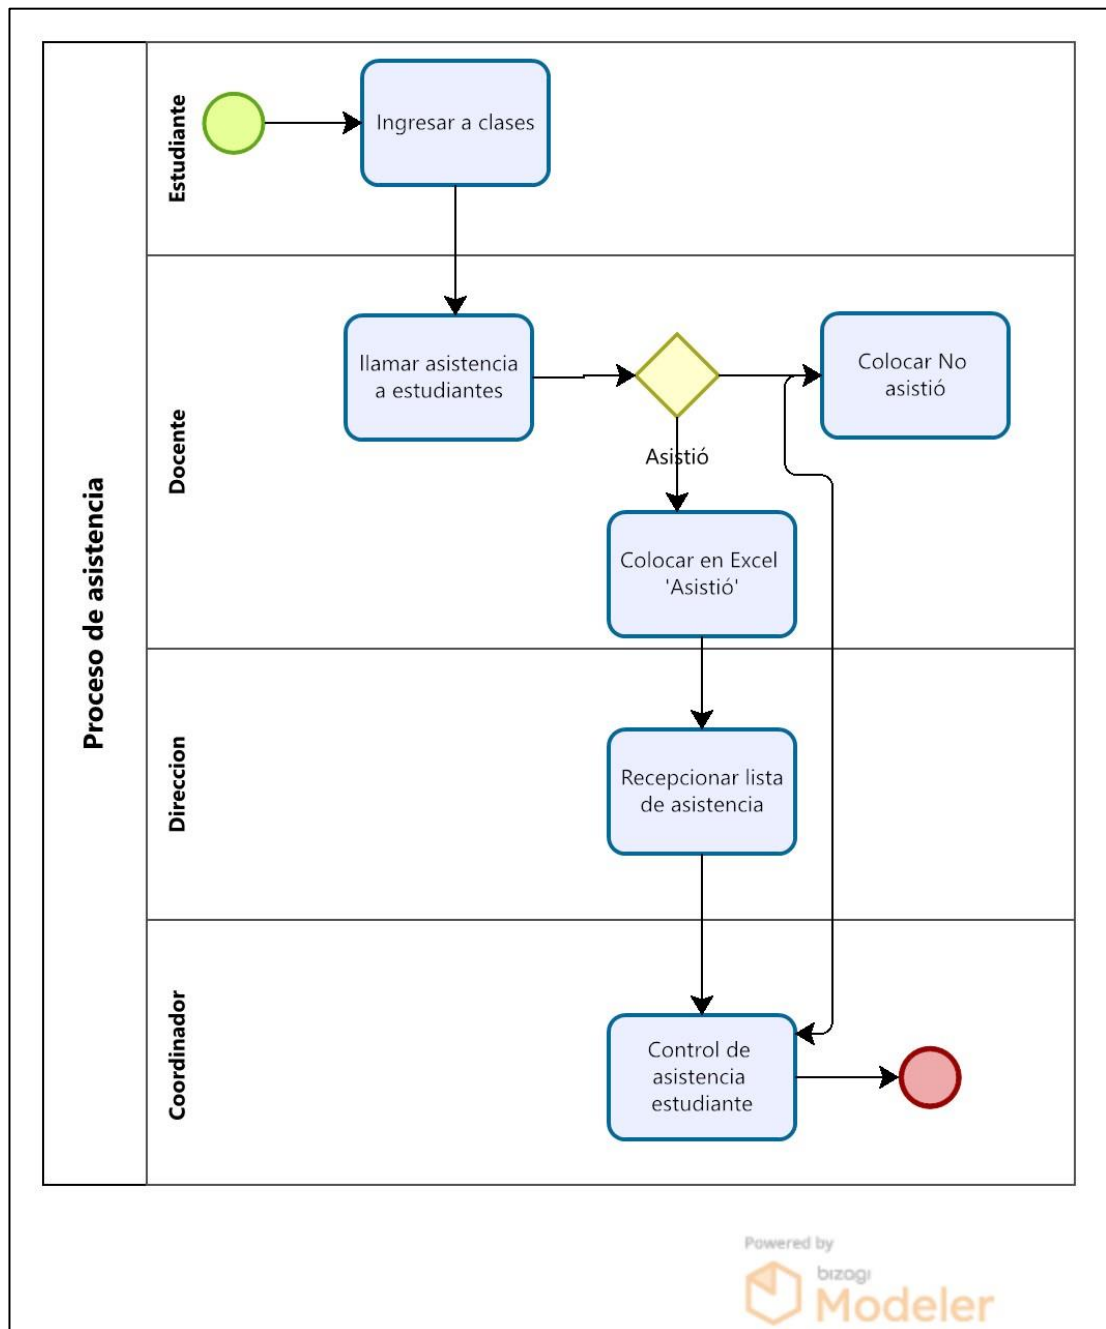 Proceso de asistencia
Estudiante
Ingresar a clases
Docente
llamar asistencia
a estudiantes
Asistió
Colocar No
asistió
Colocar en Excel
'Asistió'
Direccion
Recepcionar lista
de asistencia
Coordinador
Control de
asistencia
estudiante
Powered by
bizagi
Modeler